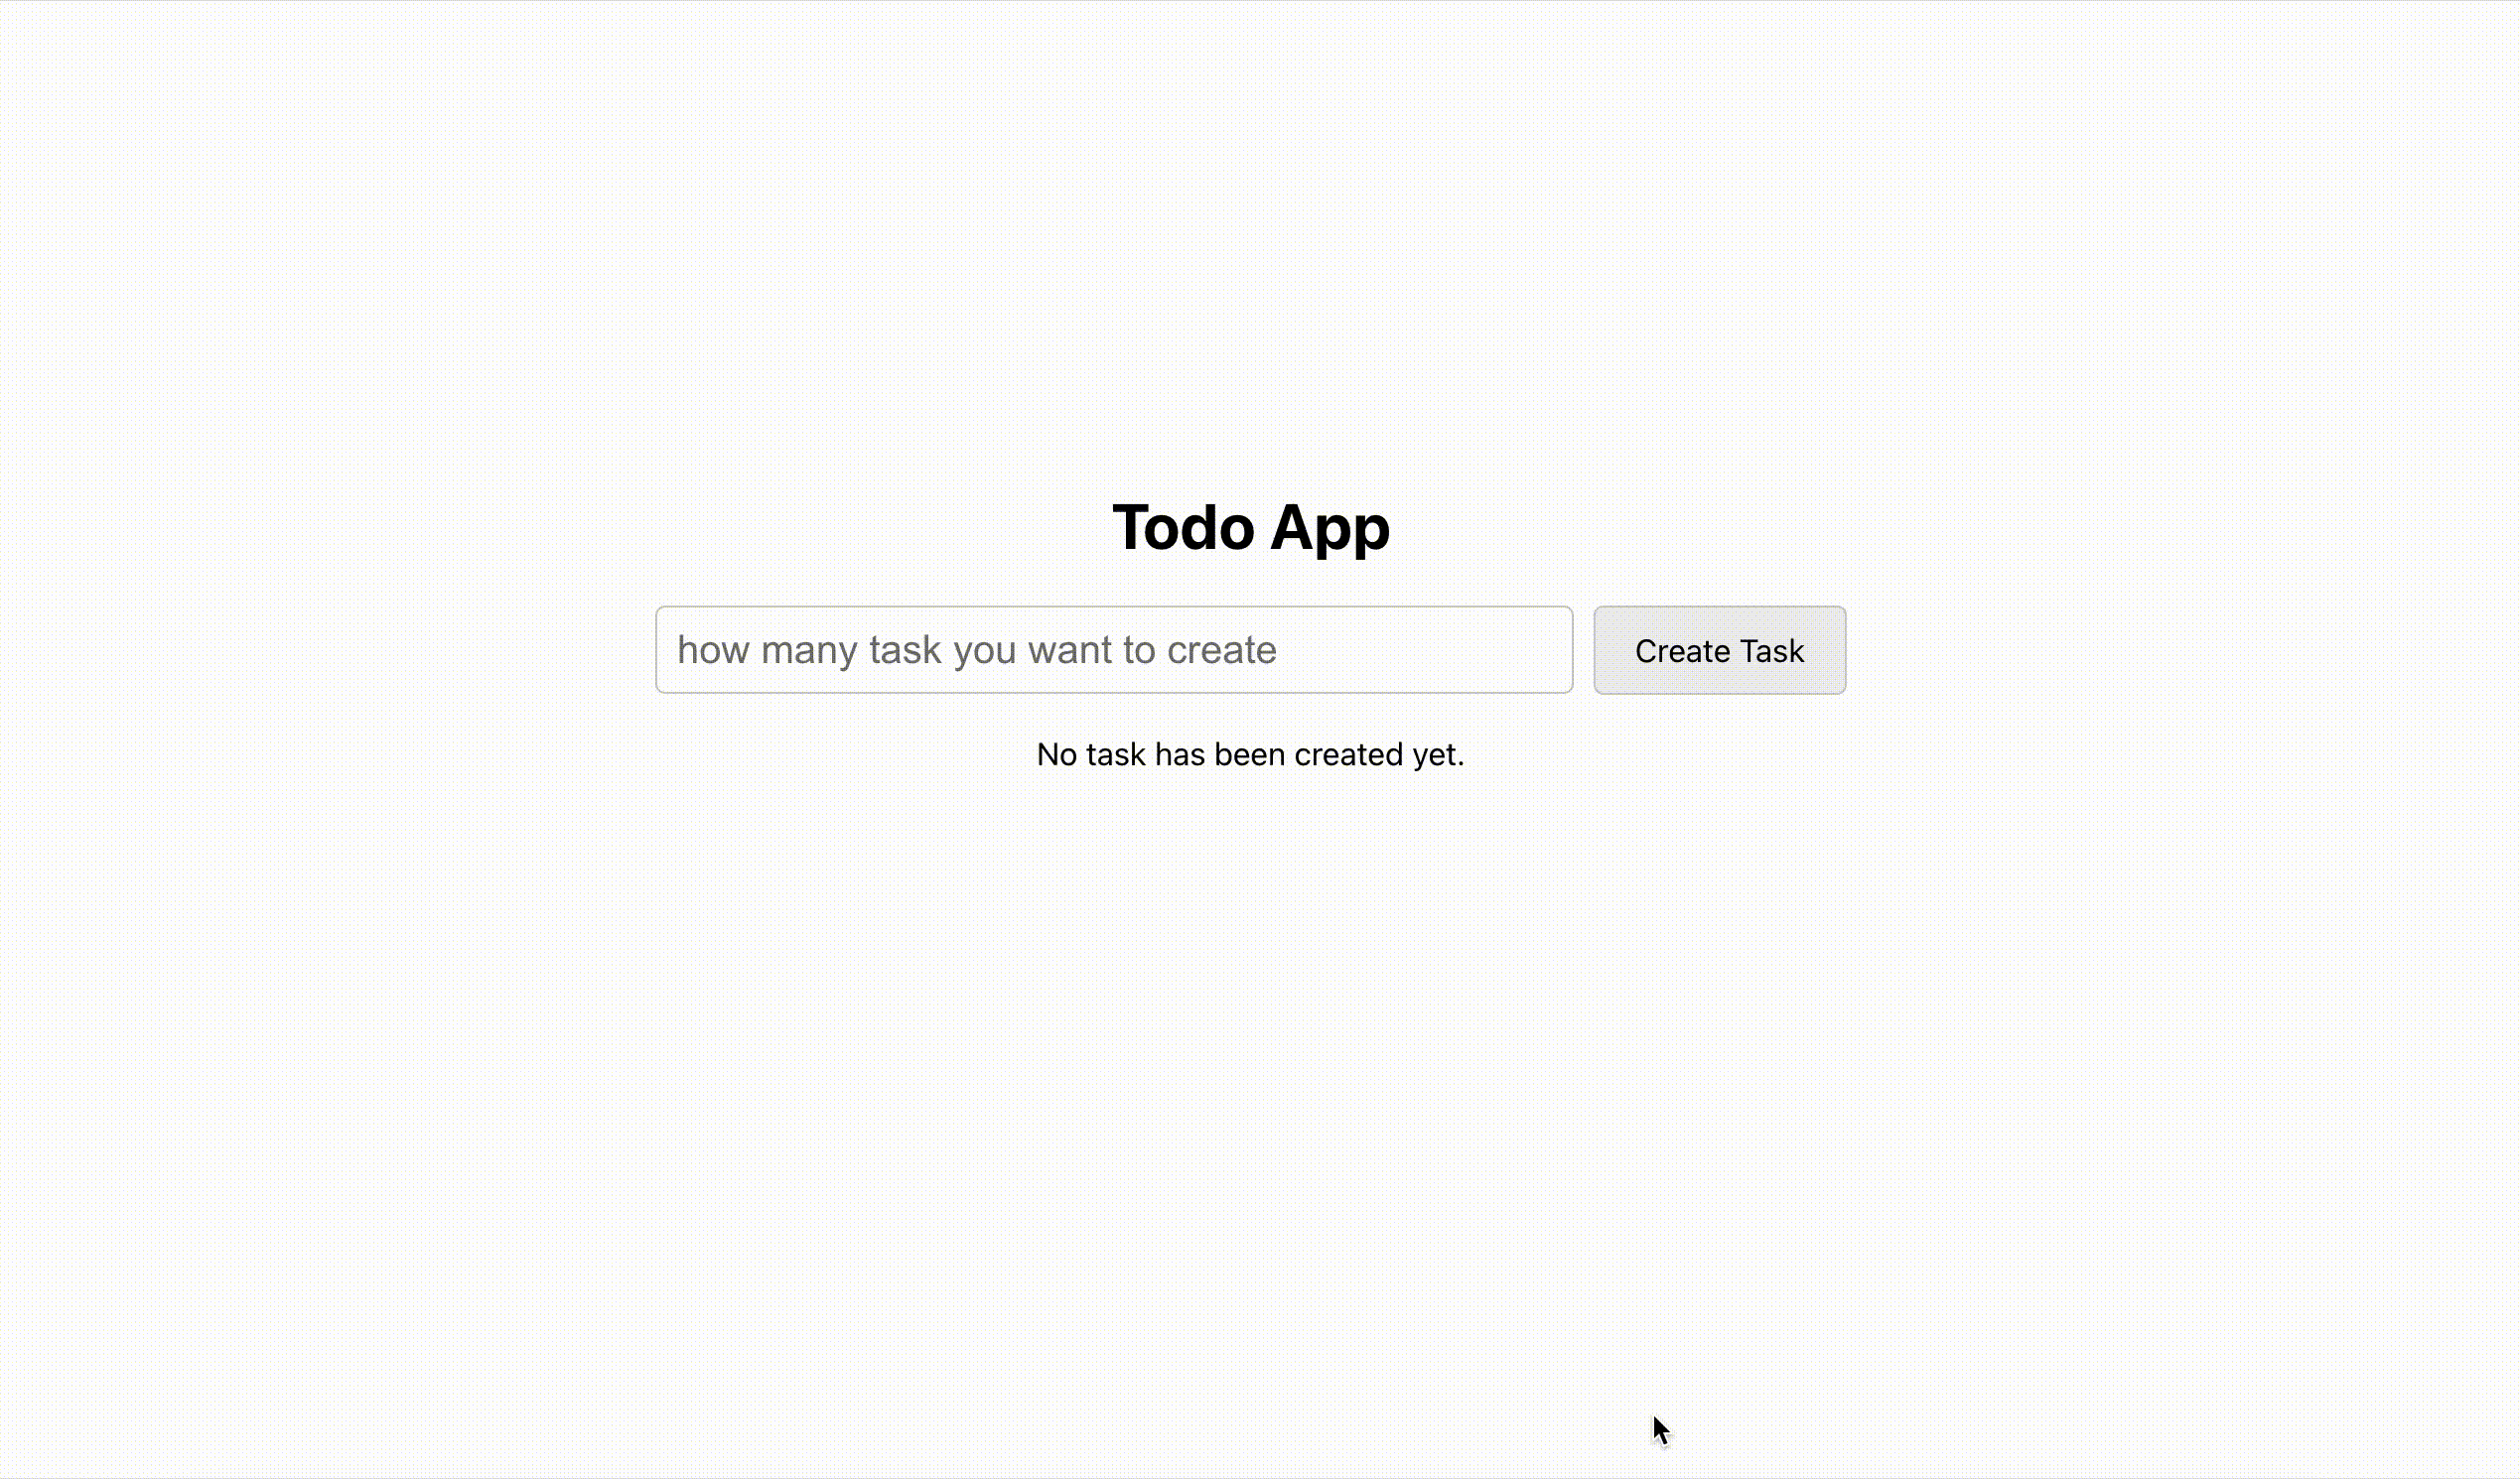 Todo App
how many task you want to create
Create Task
No task has been created yet.